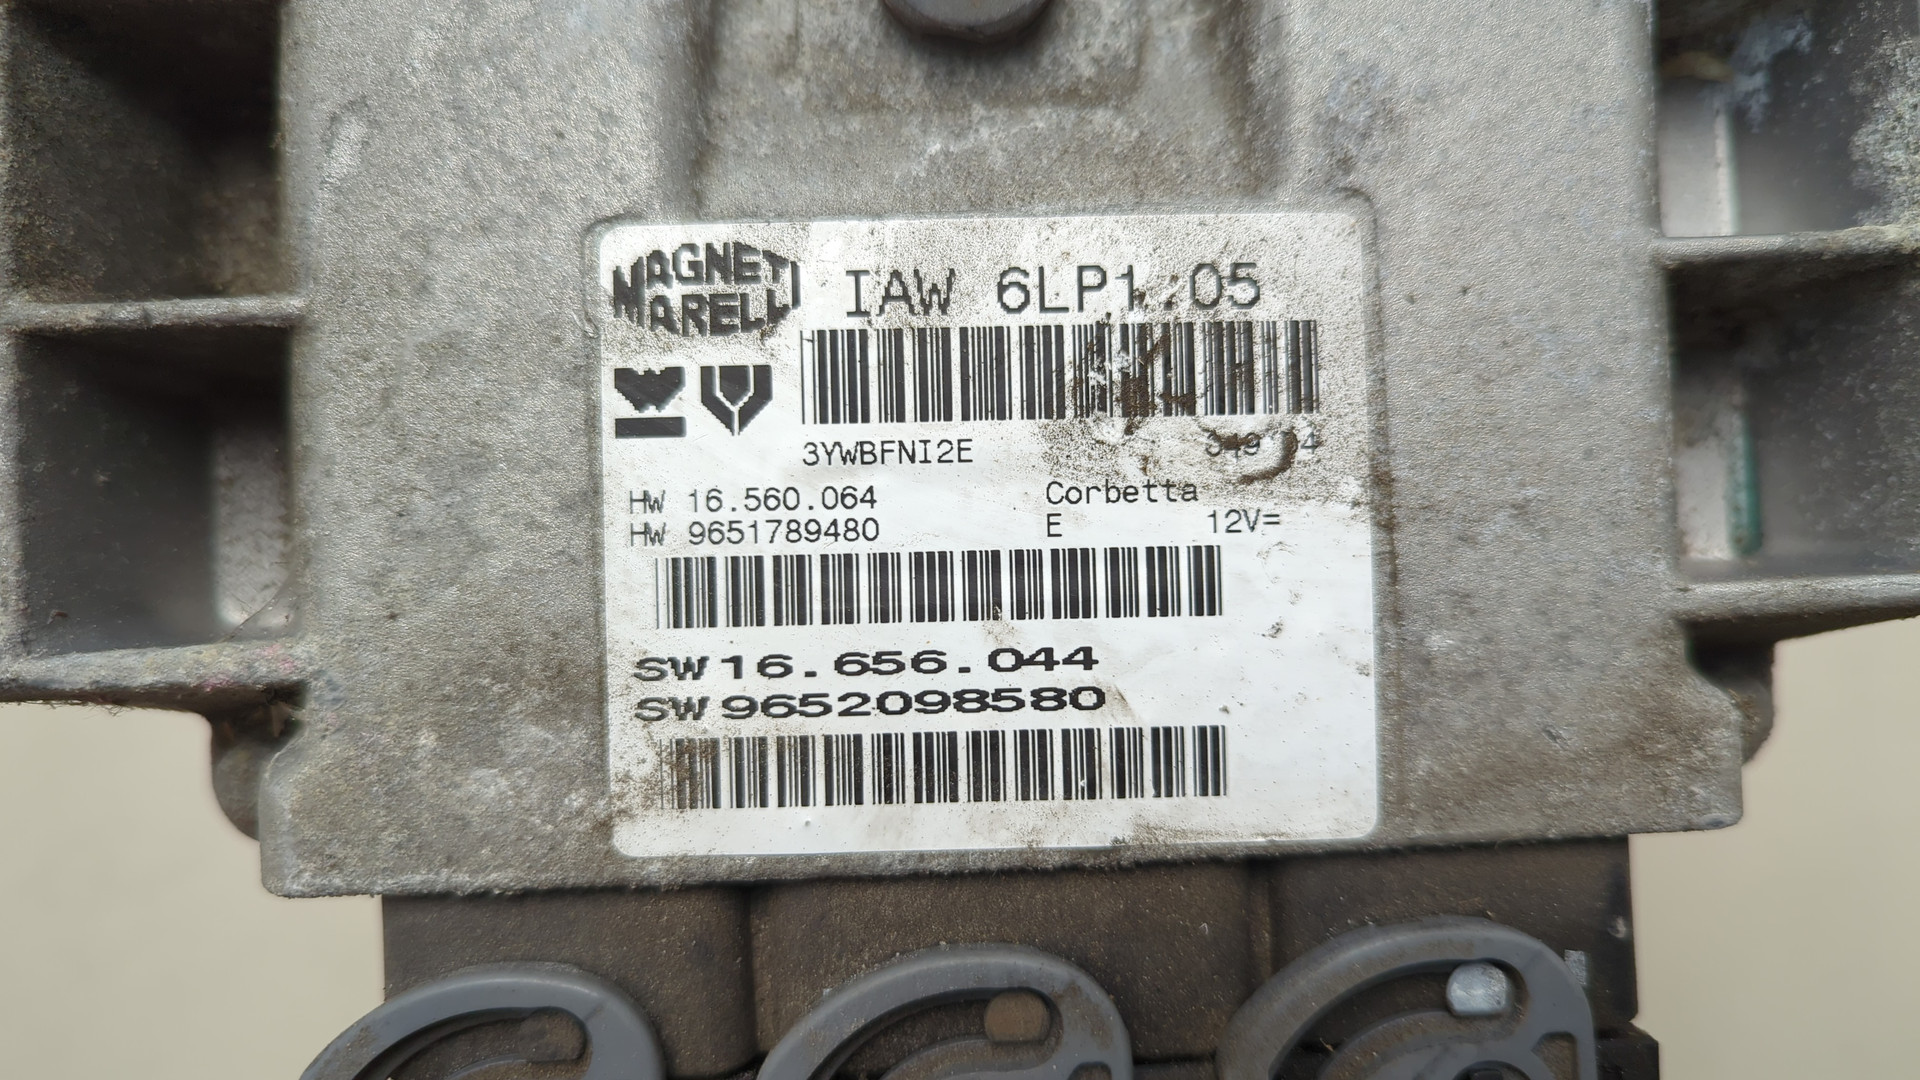 MAGNETI
MARELLI
IAW 6LP1.05
3YWBFNI2E
HW 16.560.064 Corbetta
HW 9651789480 E 12V=
SW 16.656.044
SW 9652098580